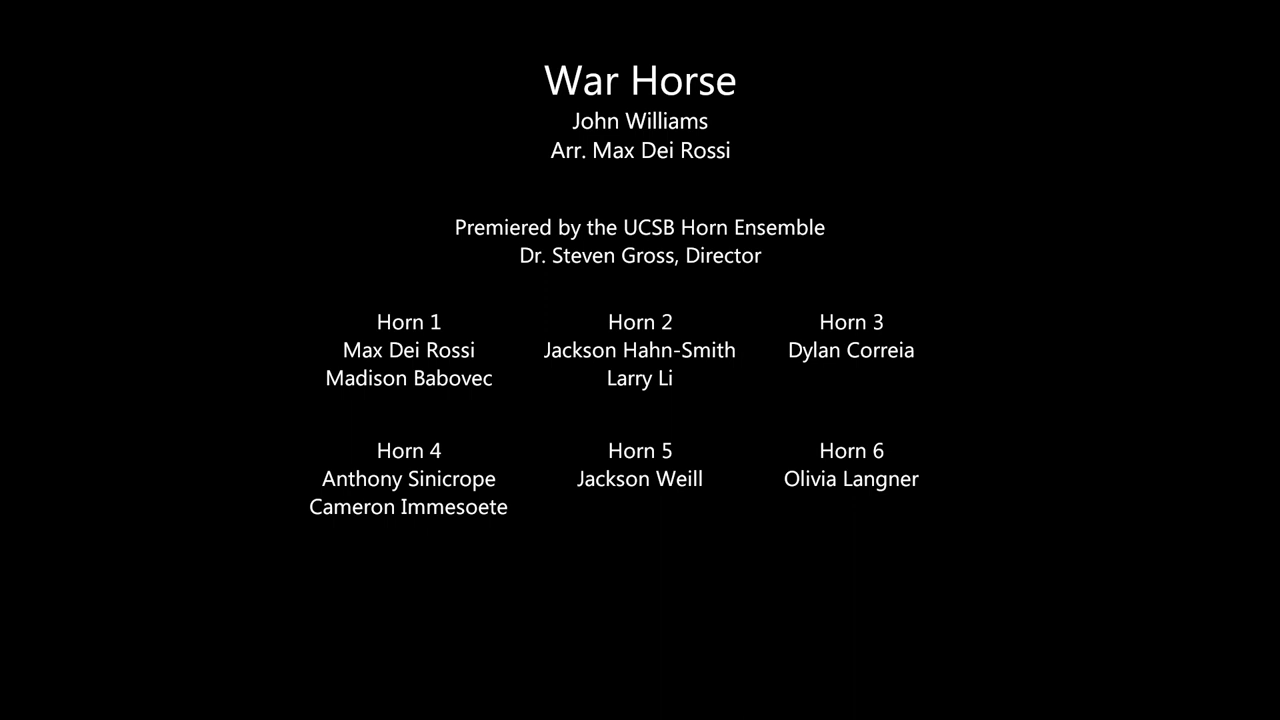 War Horse
John Williams
Arr. Max Dei Rossi
Premiered by the UCSB Horn Ensemble
Dr. Steven Gross, Director
Horn 1
Max Dei Rossi
Madison Babovec
Horn 2
Jackson Hahn-Smith
Larry Li
Horn 3
Dylan Correia
Horn 4
Anthony Sinicrope
Cameron Immesoete
Horn 5
Jackson Weill
Horn 6
Olivia Langner